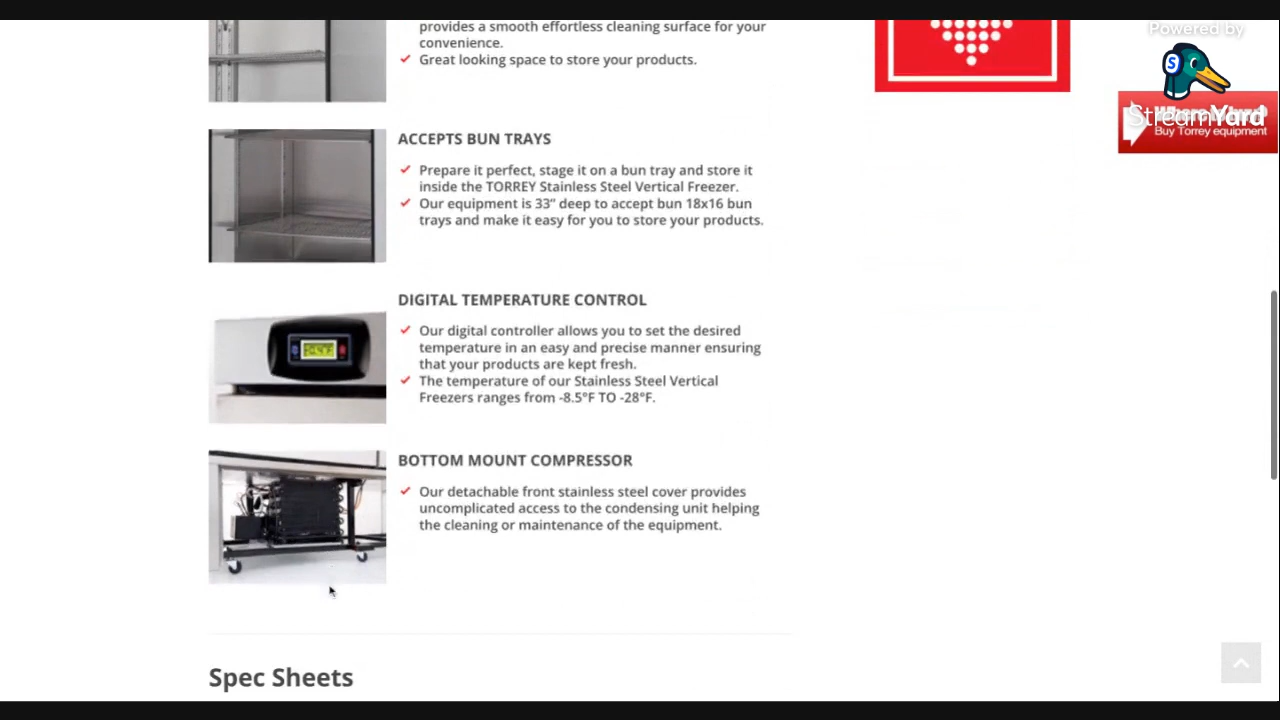 provides a smooth effortless cleaning surface for your
convenience.
Great looking space to store your products.
ACCEPTS BUN TRAYS
Prepare it perfect, stage it on a bun tray and store it
inside the TORREY Stainless Steel Vertical Freezer.
Our equipment is 33” deep to accept bun 18x16 bun
trays and make it easy for you to store your products.
DIGITAL TEMPERATURE CONTROL
Our digital controller allows you to set the desired
temperature in an easy and precise manner ensuring
that your products are kept fresh.
The temperature of our Stainless Steel Vertical
Freezers ranges from -8.5°F TO -28°F.
BOTTOM MOUNT COMPRESSOR
Our detachable front stainless steel cover provides
uncomplicated access to the condensing unit helping
the cleaning or maintenance of the equipment.
Spec Sheets
Powered by
S
StreamYard
Buy Torrey equipment